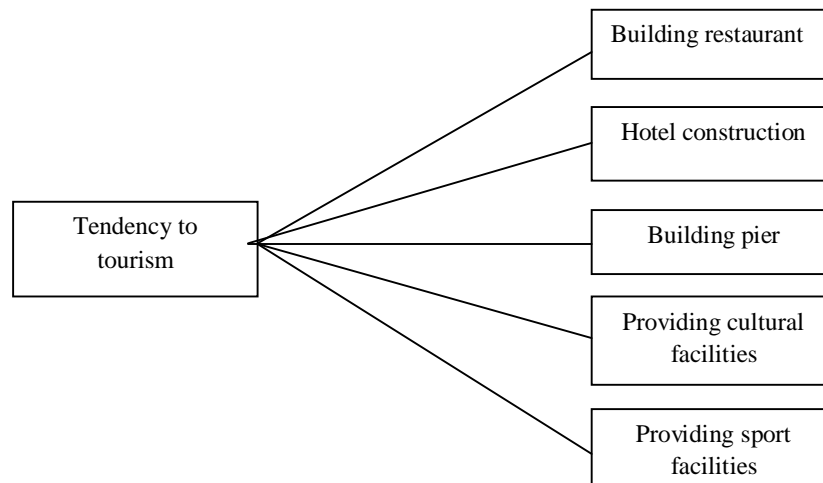 Building restaurant
Hotel construction
Tendency to
tourism
Building pier
Providing cultural
facilities
Providing sport
facilities